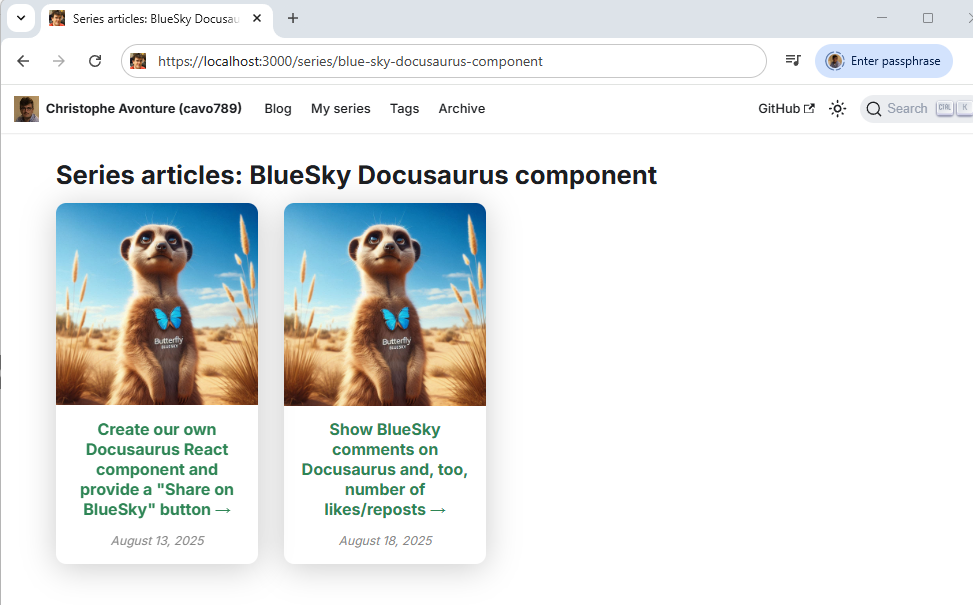 Series articles: BlueSky Docusau
https://localhost:3000/series/blue-sky-docusaurus-component
Enter passphrase
Christophe Avonture (cavo789)
Blog
My series
Tags
Archive
GitHub
Search
CTRL
K
Series articles: BlueSky Docusaurus component
Butterfly
BLUESKY
Create our own
Docusaurus React
component and
provide a "Share on
BlueSky" button →
August 13, 2025
Butterfly
BLUESKY
Show BlueSky
comments on
Docusaurus and, too,
number of
likes/reposts →
August 18, 2025